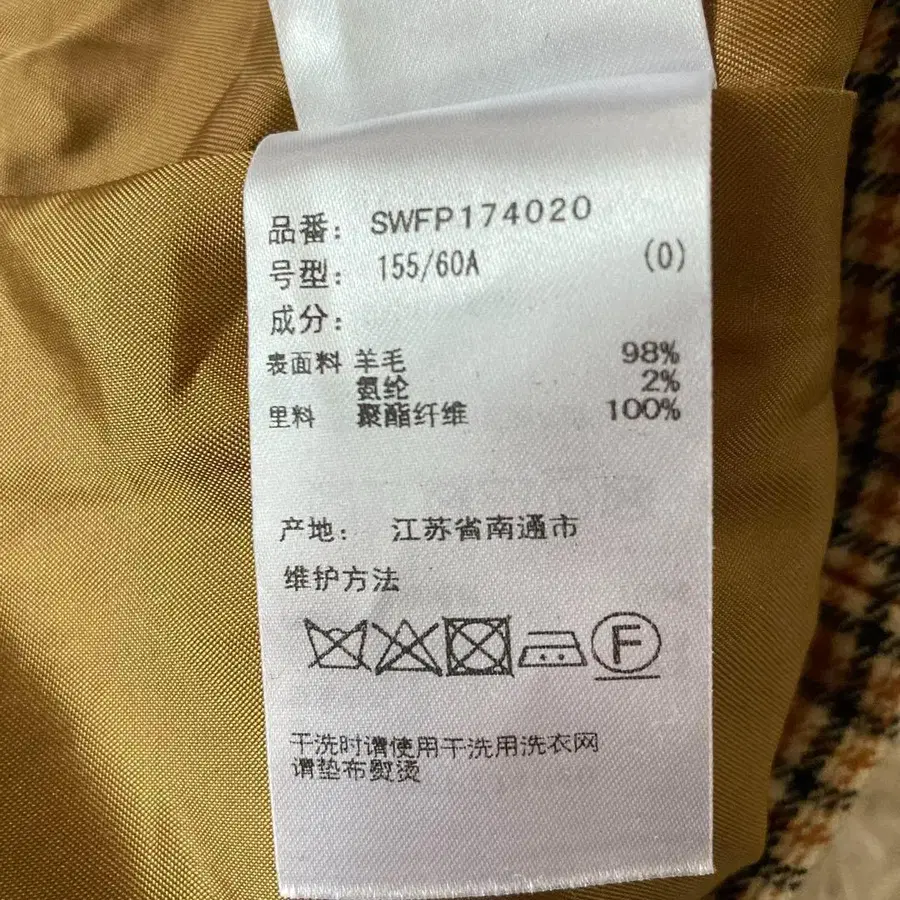 品番： SWFP174020
号型： 155/60A (0)
成分：
表面料 羊毛 98%
氨纶 2%
里料 聚酯纤维 100%
产地： 江苏省南通市
维护方法
F
干洗时请使用干洗用洗衣网
请垫布熨烫